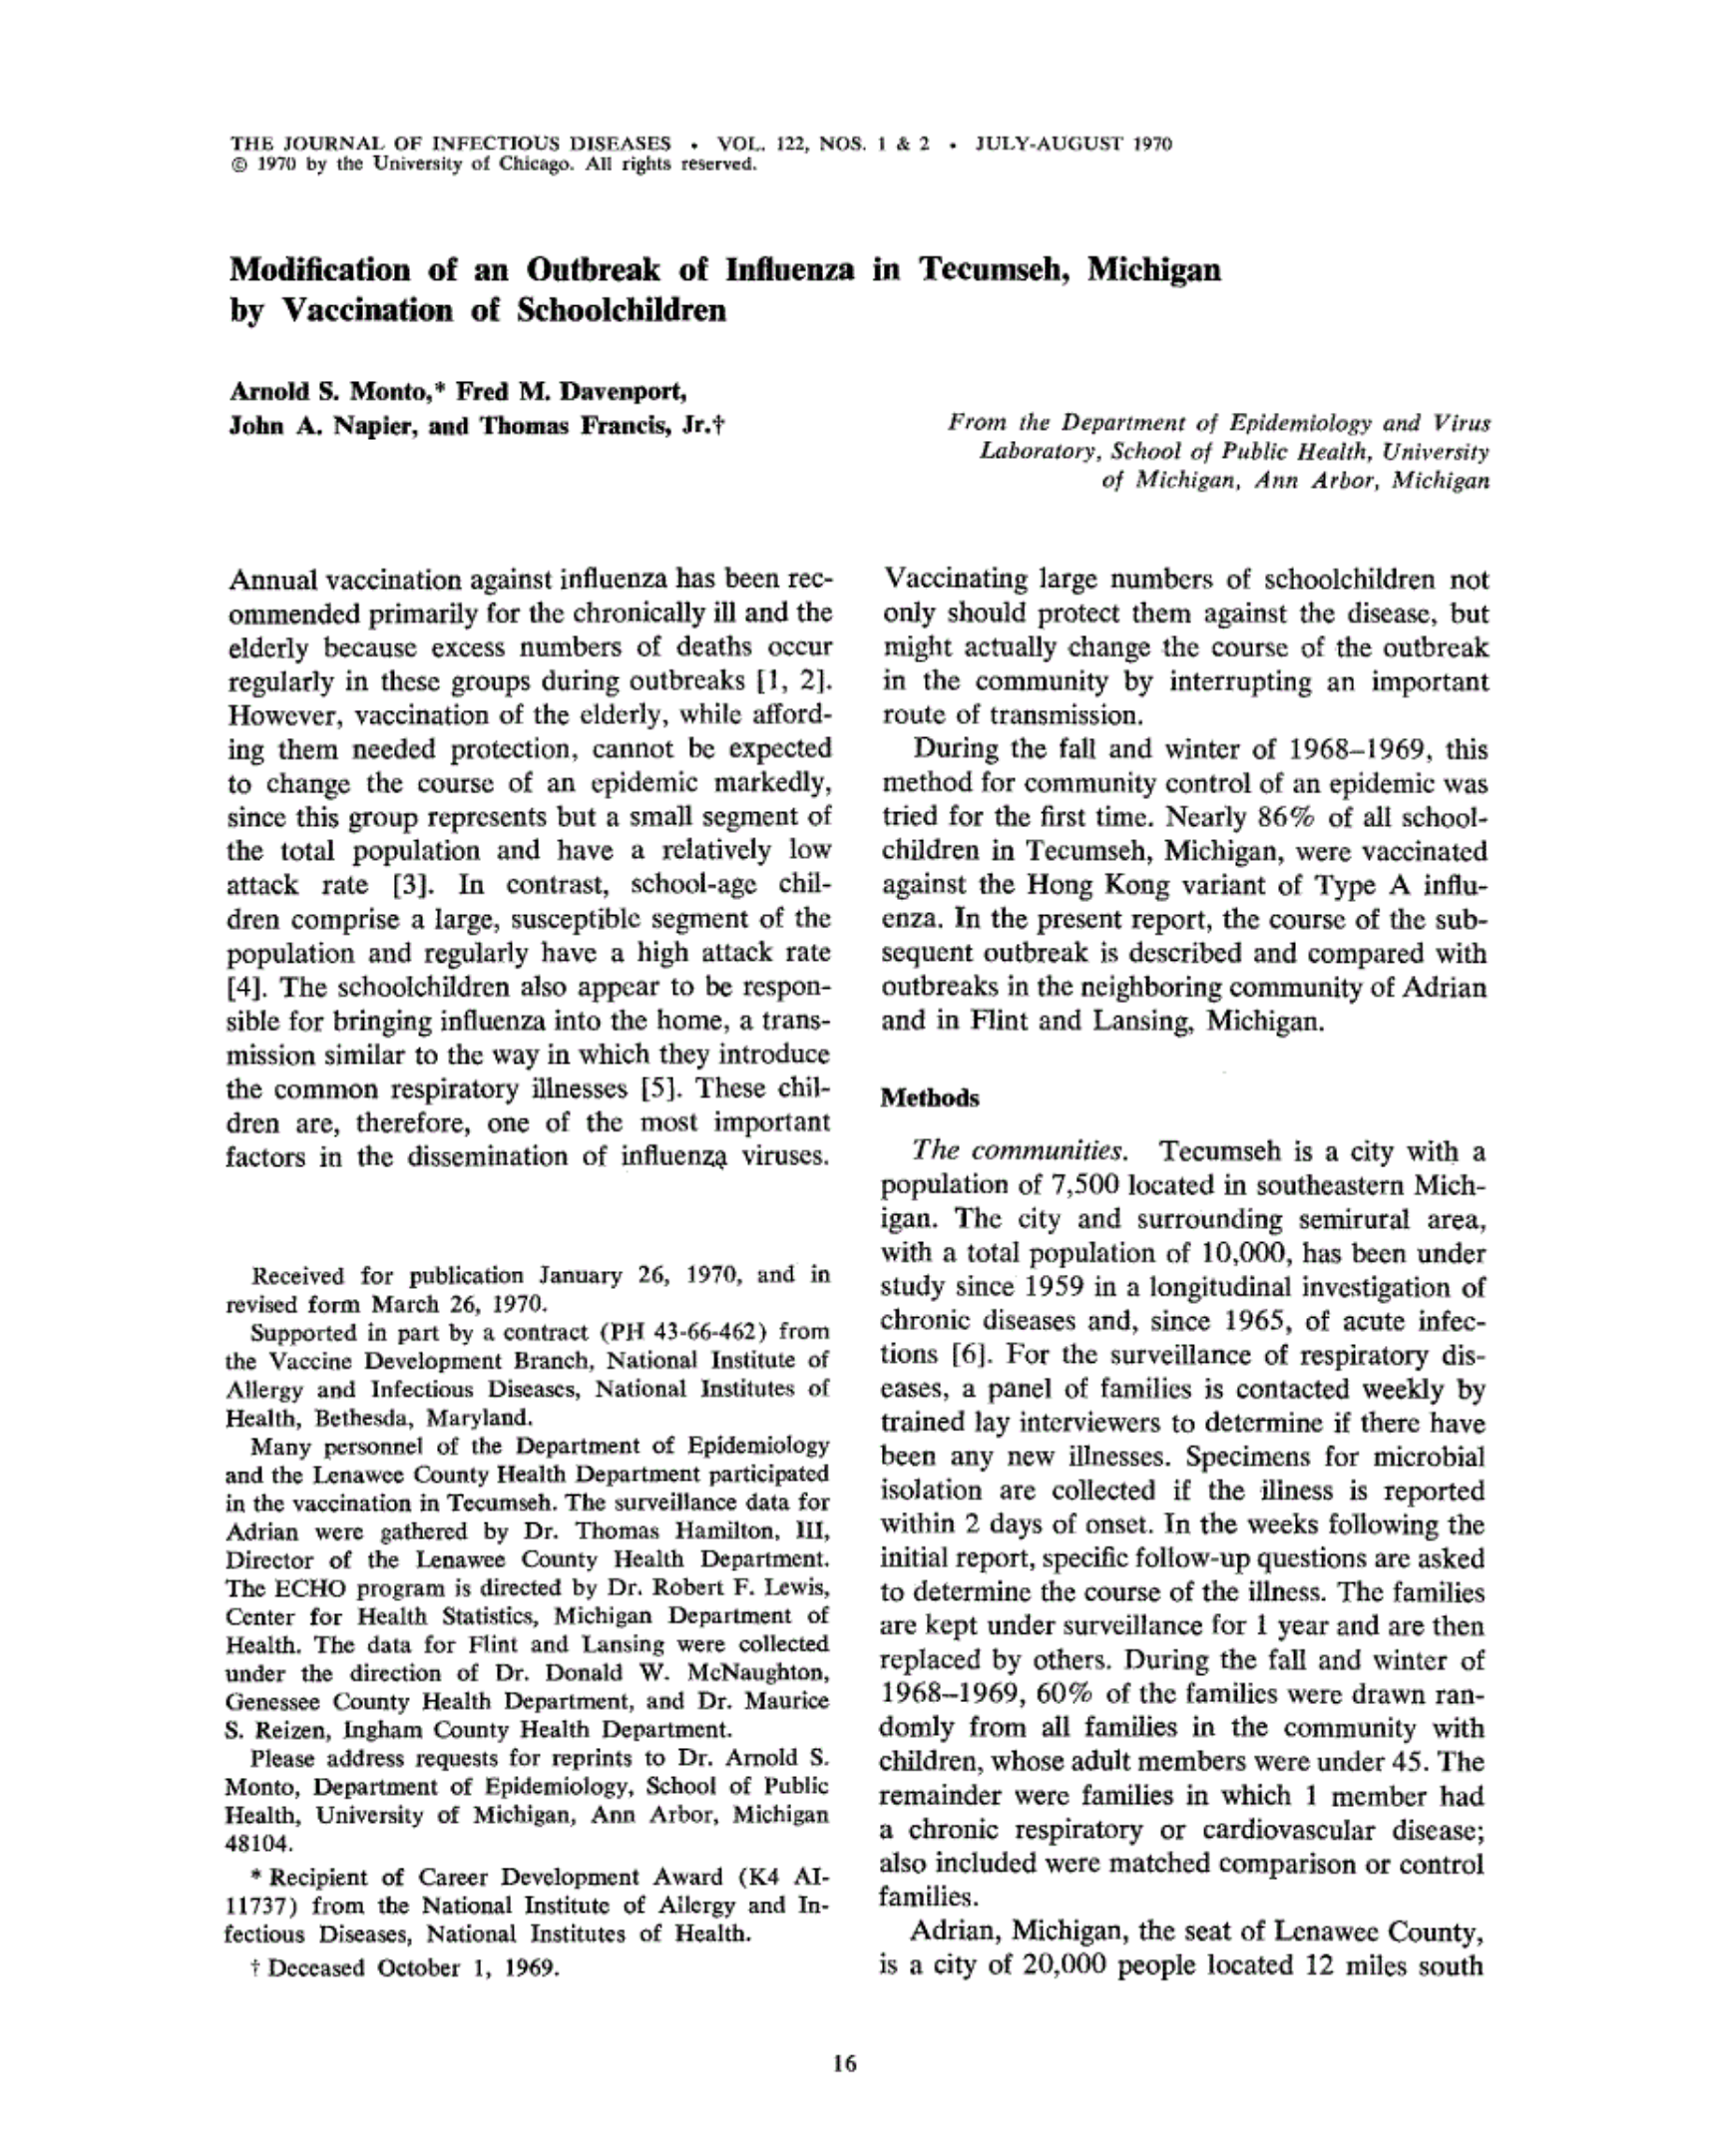 THE JOURNAL OF INFECTIOUS DISEASES • VOL. 122, NOS. 1 & 2 • JULY-AUGUST 1970
© 1970 by the University of Chicago. All rights reserved.
Modification of an Outbreak of Influenza in Tecumseh, Michigan
by Vaccination of Schoolchildren
Arnold S. Monto,* Fred M. Davenport,
John A. Napier, and Thomas Francis, Jr.†
From the Department of Epidemiology and Virus
Laboratory, School of Public Health, University
of Michigan, Ann Arbor, Michigan
Annual vaccination against influenza has been rec-
ommended primarily for the chronically ill and the
elderly because excess numbers of deaths occur
regularly in these groups during outbreaks [1, 2].
However, vaccination of the elderly, while afford-
ing them needed protection, cannot be expected
to change the course of an epidemic markedly,
since this group represents but a small segment of
the total population and have a relatively low
attack rate [3]. In contrast, school-age chil-
dren comprise a large, susceptible segment of the
population and regularly have a high attack rate
[4]. The schoolchildren also appear to be respon-
sible for bringing influenza into the home, a trans-
mission similar to the way in which they introduce
the common respiratory illnesses [5]. These chil-
dren are, therefore, one of the most important
factors in the dissemination of influenza viruses.
Received for publication January 26, 1970, and in
revised form March 26, 1970.
Supported in part by a contract (PH 43-66-462) from
the Vaccine Development Branch, National Institute of
Allergy and Infectious Diseases, National Institutes of
Health, Bethesda, Maryland.
Many personnel of the Department of Epidemiology
and the Lenawee County Health Department participated
in the vaccination in Tecumseh. The surveillance data for
Adrian were gathered by Dr. Thomas Hamilton, III,
Director of the Lenawee County Health Department.
The ECHO program is directed by Dr. Robert F. Lewis,
Center for Health Statistics, Michigan Department of
Health. The data for Flint and Lansing were collected
under the direction of Dr. Donald W. McNaughton,
Genessee County Health Department, and Dr. Maurice
S. Reizen, Ingham County Health Department.
Please address requests for reprints to Dr. Arnold S.
Monto, Department of Epidemiology, School of Public
Health, University of Michigan, Ann Arbor, Michigan
48104.
* Recipient of Career Development Award (K4 AI-
11737) from the National Institute of Allergy and In-
fectious Diseases, National Institutes of Health.
† Deceased October 1, 1969.
Vaccinating large numbers of schoolchildren not
only should protect them against the disease, but
might actually change the course of the outbreak
in the community by interrupting an important
route of transmission.
During the fall and winter of 1968–1969, this
method for community control of an epidemic was
tried for the first time. Nearly 86% of all school-
children in Tecumseh, Michigan, were vaccinated
against the Hong Kong variant of Type A influ-
enza. In the present report, the course of the sub-
sequent outbreak is described and compared with
outbreaks in the neighboring community of Adrian
and in Flint and Lansing, Michigan.
Methods
The communities. Tecumseh is a city with a
population of 7,500 located in southeastern Mich-
igan. The city and surrounding semirural area,
with a total population of 10,000, has been under
study since 1959 in a longitudinal investigation of
chronic diseases and, since 1965, of acute infec-
tions [6]. For the surveillance of respiratory dis-
eases, a panel of families is contacted weekly by
trained lay interviewers to determine if there have
been any new illnesses. Specimens for microbial
isolation are collected if the illness is reported
within 2 days of onset. In the weeks following the
initial report, specific follow-up questions are asked
to determine the course of the illness. The families
are kept under surveillance for 1 year and are then
replaced by others. During the fall and winter of
1968–1969, 60% of the families were drawn ran-
domly from all families in the community with
children, whose adult members were under 45. The
remainder were families in which 1 member had
a chronic respiratory or cardiovascular disease;
also included were matched comparison or control
families.
Adrian, Michigan, the seat of Lenawee County,
is a city of 20,000 people located 12 miles south
16